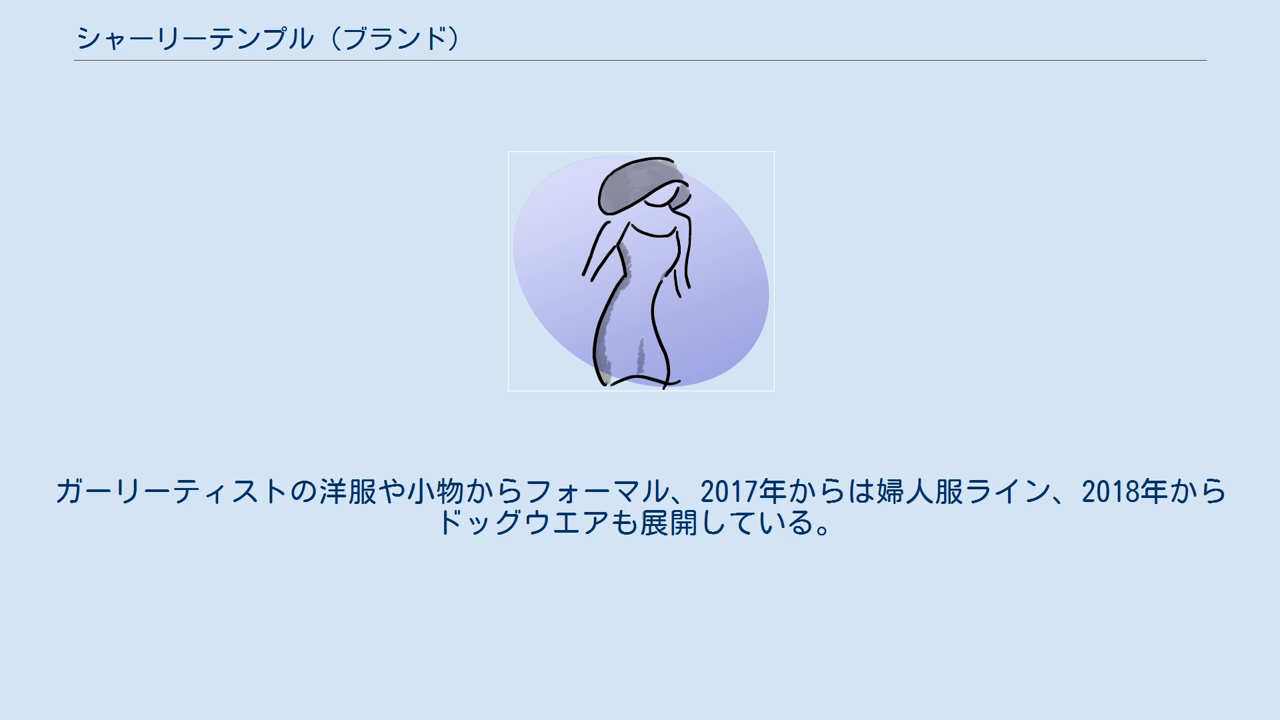 シャーリーテンプル（ブランド）
ガーリーテイストの洋服や小物からフォーマル、2017年からは婦人服ライン、2018年から
ドッグウエアも展開している。